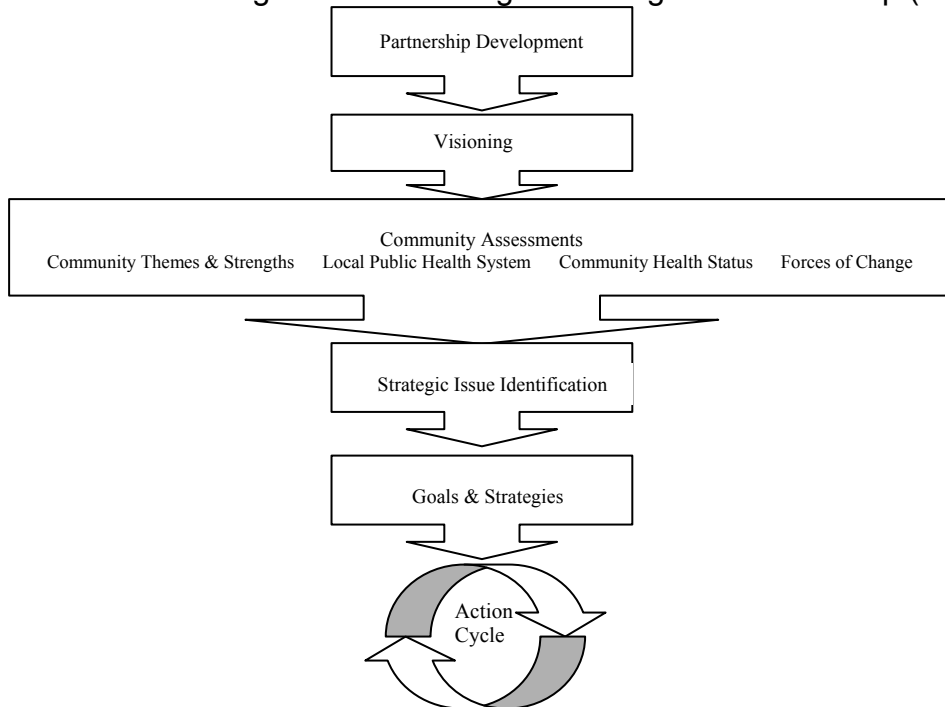 Partnership Development
Visioning
Community Assessments
Community Themes & Strengths Local Public Health System Community Health Status Forces of Change
Strategic Issue Identification
Goals & Strategies
Action
Cycle